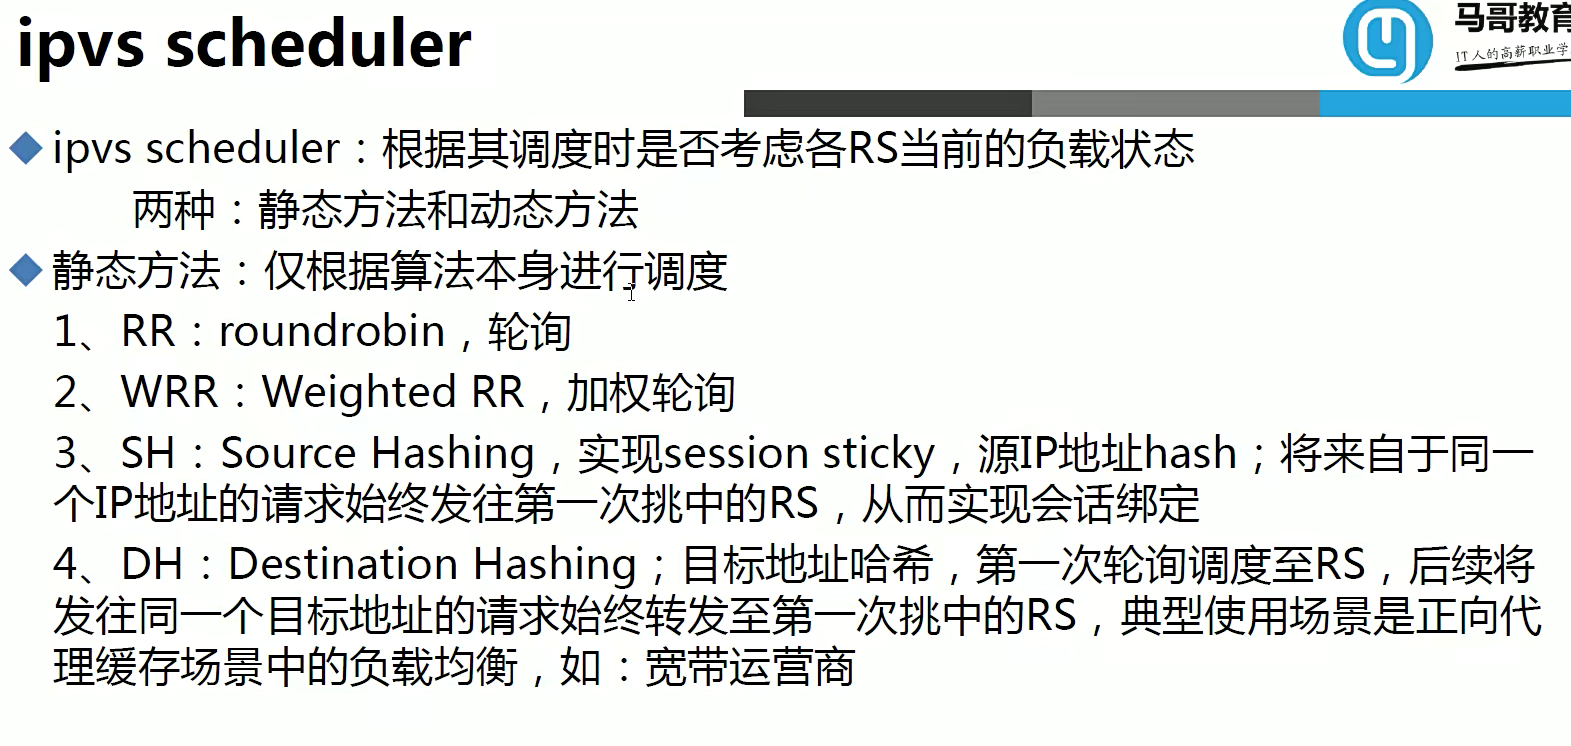 ipvs scheduler
马哥教育
IT人的高薪职业学
ipvs scheduler：根据其调度时是否考虑各RS当前的负载状态
两种：静态方法和动态方法
静态方法：仅根据算法本身进行调度
1、RR：roundrobin，轮询
2、WRR：Weighted RR，加权轮询
3、SH：Source Hashing，实现session sticky，源IP地址hash；将来自于同一
个IP地址的请求始终发往第一次挑中的RS，从而实现会话绑定
4、DH：Destination Hashing；目标地址哈希，第一次轮询调度至RS，后续将
发往同一个目标地址的请求始终转发至第一次挑中的RS，典型使用场景是正向代
理缓存场景中的负载均衡，如：宽带运营商